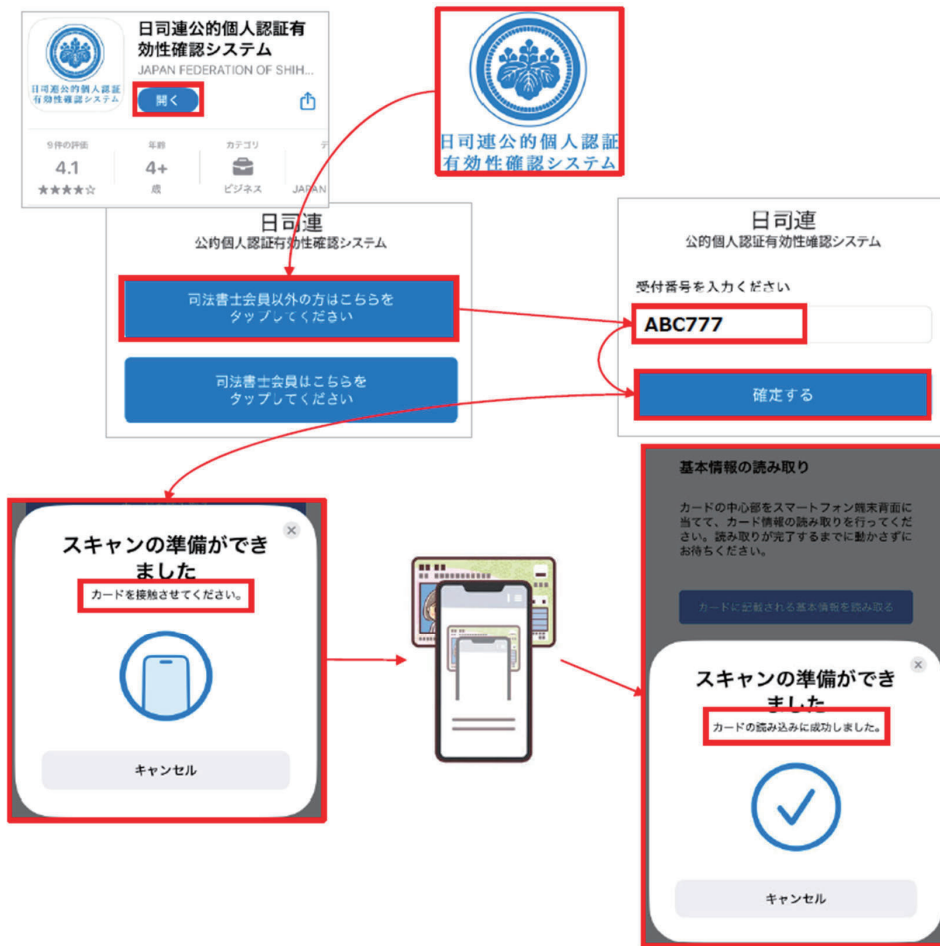 日司連公的個人認証有
効性確認システム
JAPAN FEDERATION OF SHIH...
日司連公的個人認証
有効性確認システム
開く
9件の評価
4.1
★★★★☆
年齢
4+
歳
カテゴリ
ビジネス
デ
JAPAN
日司連公的個人認証
有効性確認システム
日司連
公的個人認証有効性確認システム
司法書士会員以外の方はこちらを
タップしてください
司法書士会員はこちらを
タップしてください
日司連
公的個人認証有効性確認システム
受付番号を入力ください
ABC777
確定する
スキャンの準備ができ
ました
カードを接触させてください。
キャンセル
基本情報の読み取り
カードの中心部をスマートフォン端末背面に
当てて、カード情報の読み取りを行ってくだ
さい。読み取りが完了するまでに動かさずに
お待ちください。
カードに記載される基本情報を読み取る
スキャンの準備ができ
ました
カードの読み込みに成功しました。
キャンセル